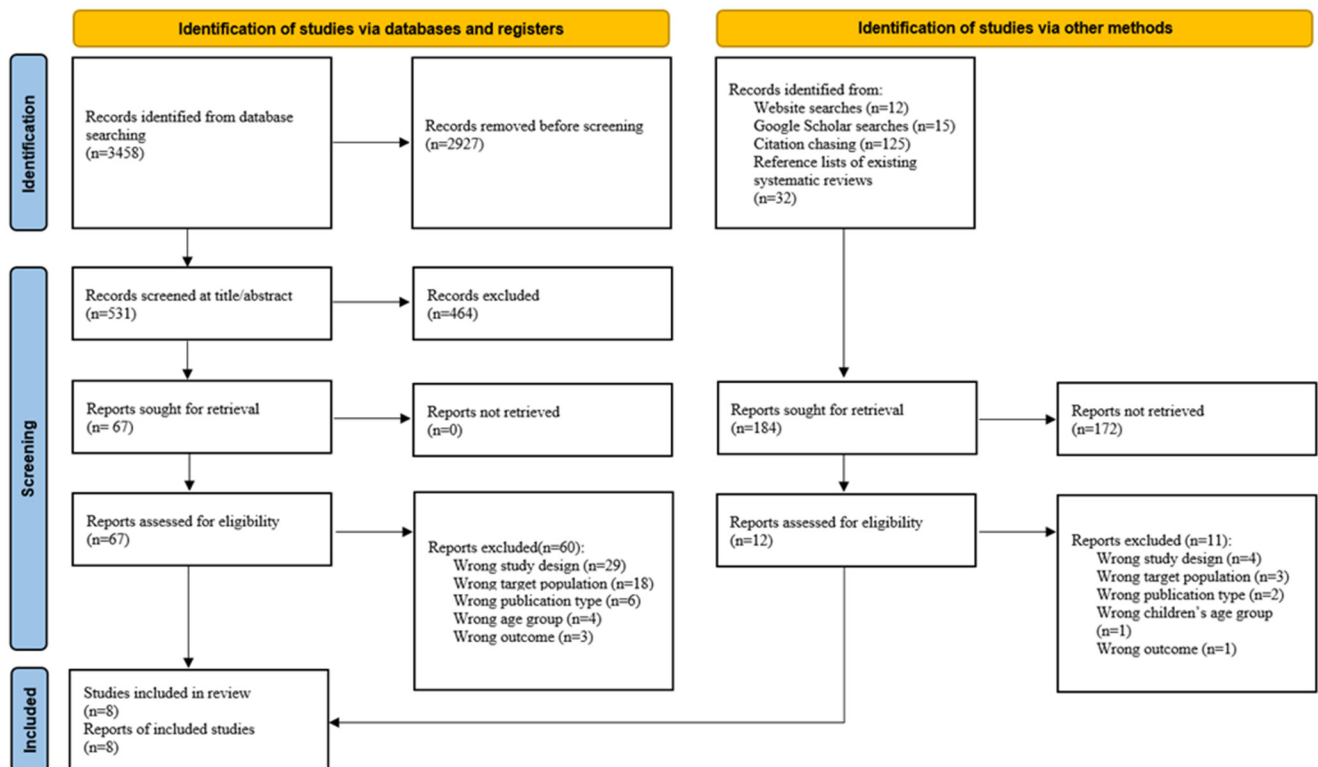 Identification of studies via databases and registers
Identification of studies via other methods
Identification
Records identified from database
searching
(n=3458)
Records removed before screening
(n=2927)
Records identified from:
Website searches (n=12)
Google Scholar searches (n=15)
Citation chasing (n=125)
Reference lists of existing
systematic reviews
(n=32)
Screening
Records screened at title/abstract
(n=531)
Records excluded
(n=464)
Reports sought for retrieval
(n= 67)
Reports not retrieved
(n=0)
Reports sought for retrieval
(n=184)
Reports not retrieved
(n=172)
Reports assessed for eligibility
(n=67)
Reports excluded(n=60):
Wrong study design (n=29)
Wrong target population (n=18)
Wrong publication type (n=6)
Wrong age group (n=4)
Wrong outcome (n=3)
Reports assessed for eligibility
(n=12)
Reports excluded (n=11):
Wrong study design (n=4)
Wrong target population (n=3)
Wrong publication type (n=2)
Wrong children's age group
(n=1)
Wrong outcome (n=1)
Included
Studies included in review
(n=8)
Reports of included studies
(n=8)